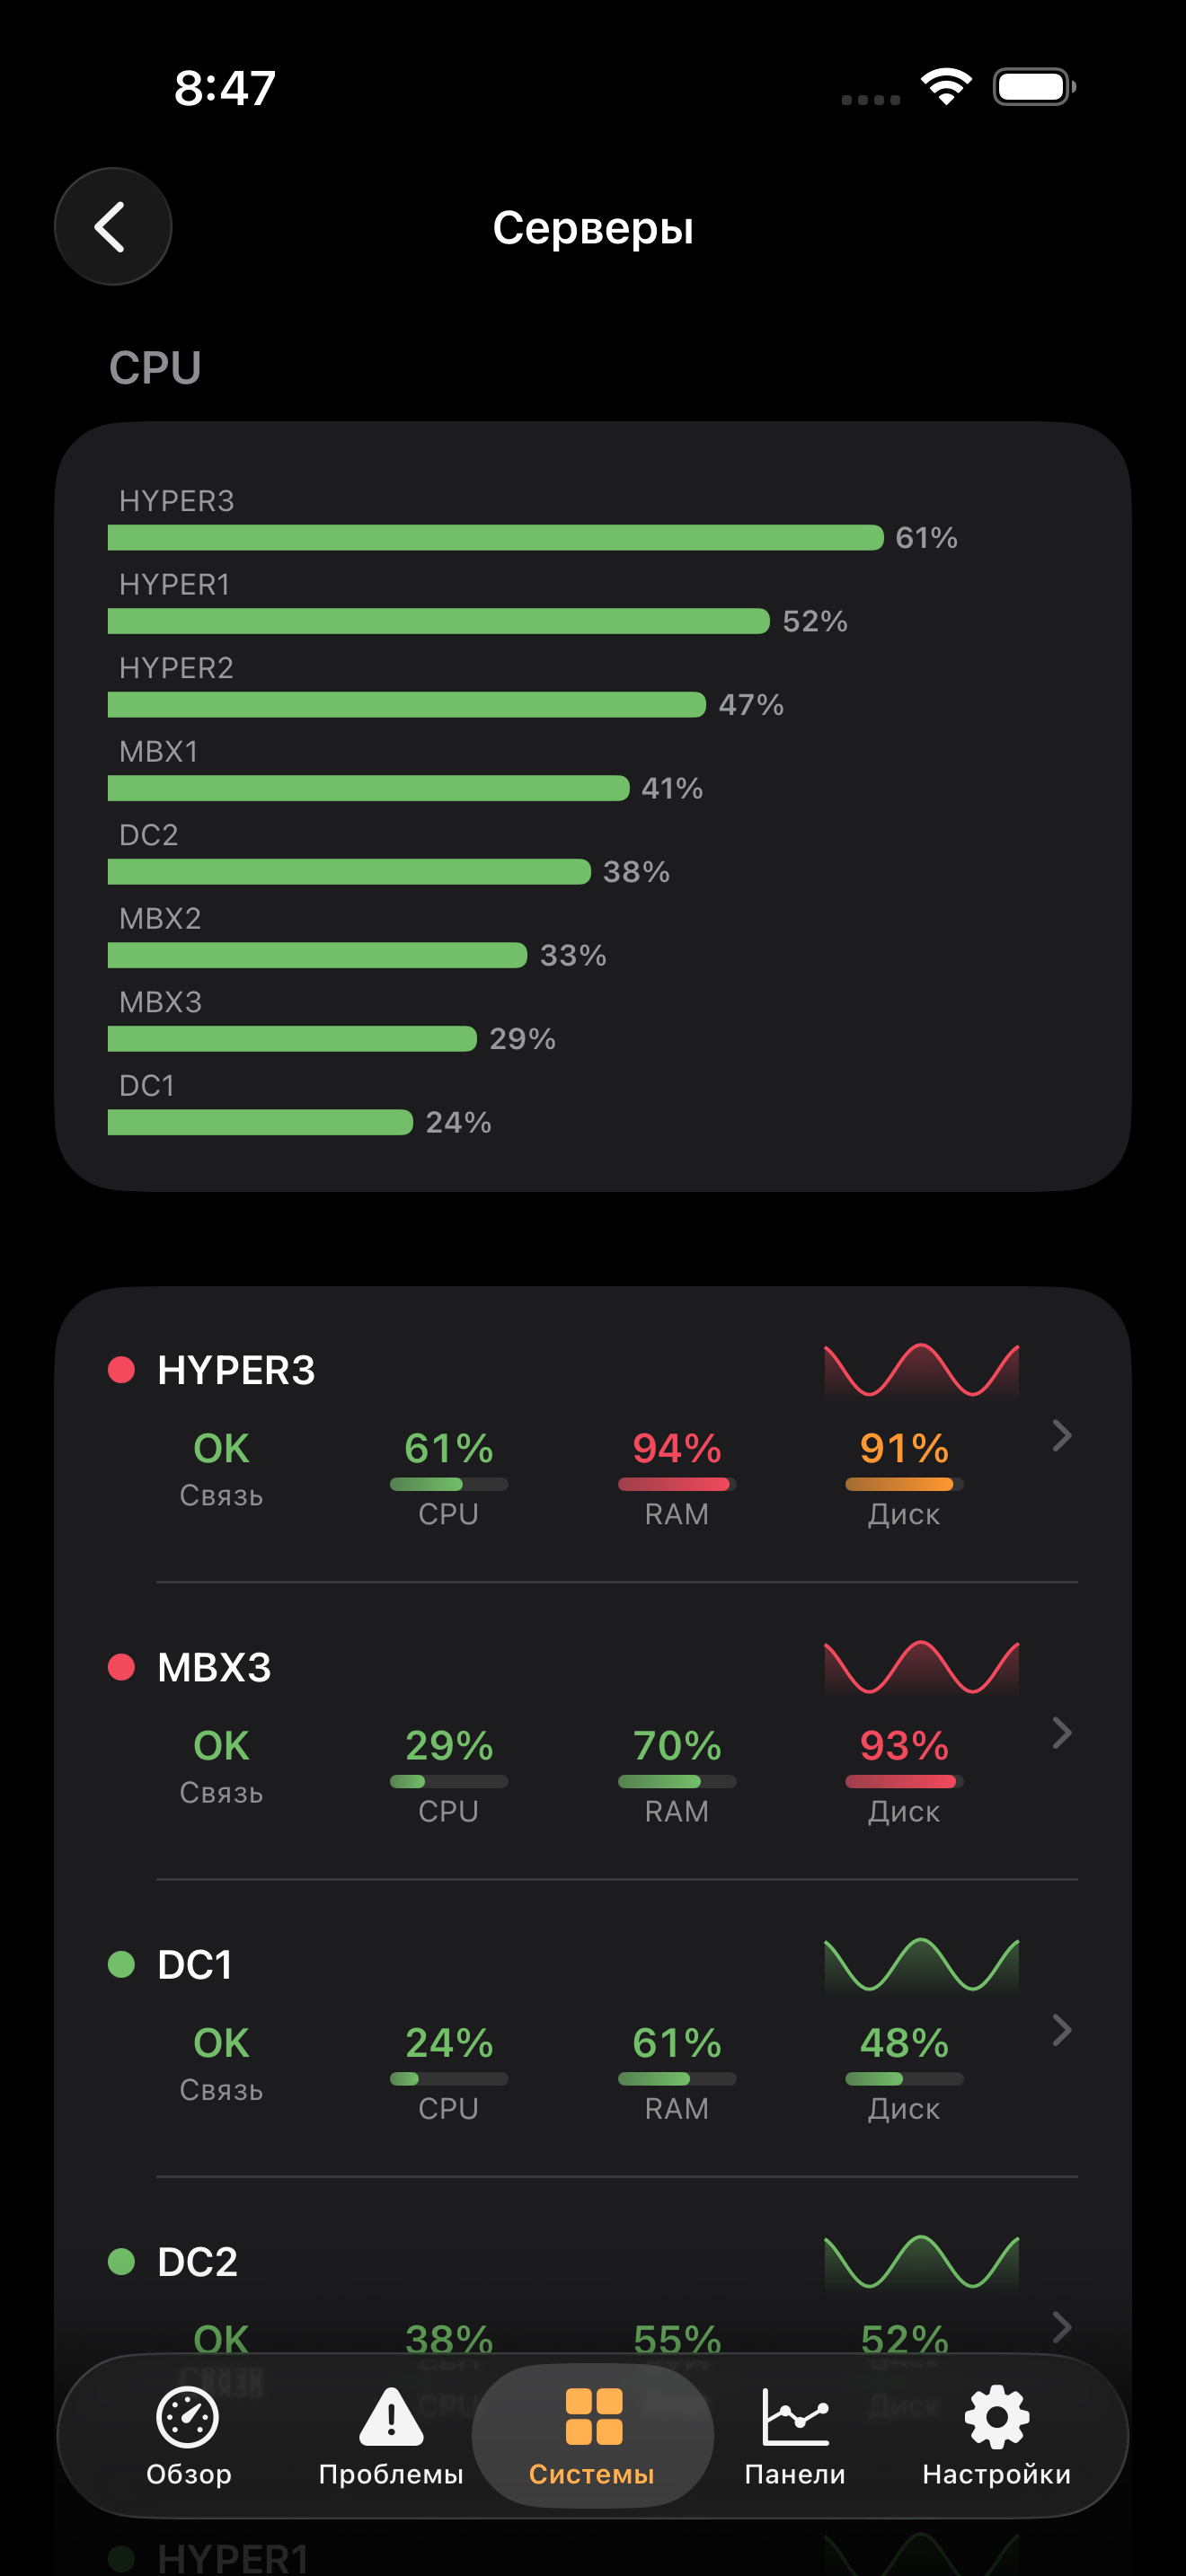 8:47
Серверы
CPU
HYPER3
61%
HYPER1
52%
HYPER2
47%
MBX1
41%
DC2
38%
MBX2
33%
MBX3
29%
DC1
24%
HYPER3
OK 61% 94% 91%
Связь CPU RAM Диск
MBX3
OK 29% 70% 93%
Связь CPU RAM Диск
DC1
OK 24% 61% 48%
Связь CPU RAM Диск
DC2
OK 38% 55% 52%
Связь CPU Диск
Обзор Проблемы Системы Панели Настройки
HYPER1